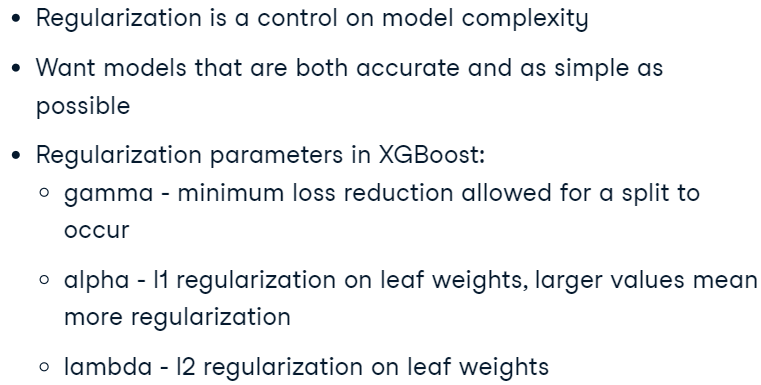 • Regularization is a control on model complexity
• Want models that are both accurate and as simple as
possible
• Regularization parameters in XGBoost:
○ gamma - minimum loss reduction allowed for a split to
occur
○ alpha - l1 regularization on leaf weights, larger values mean
more regularization
○ lambda - l2 regularization on leaf weights